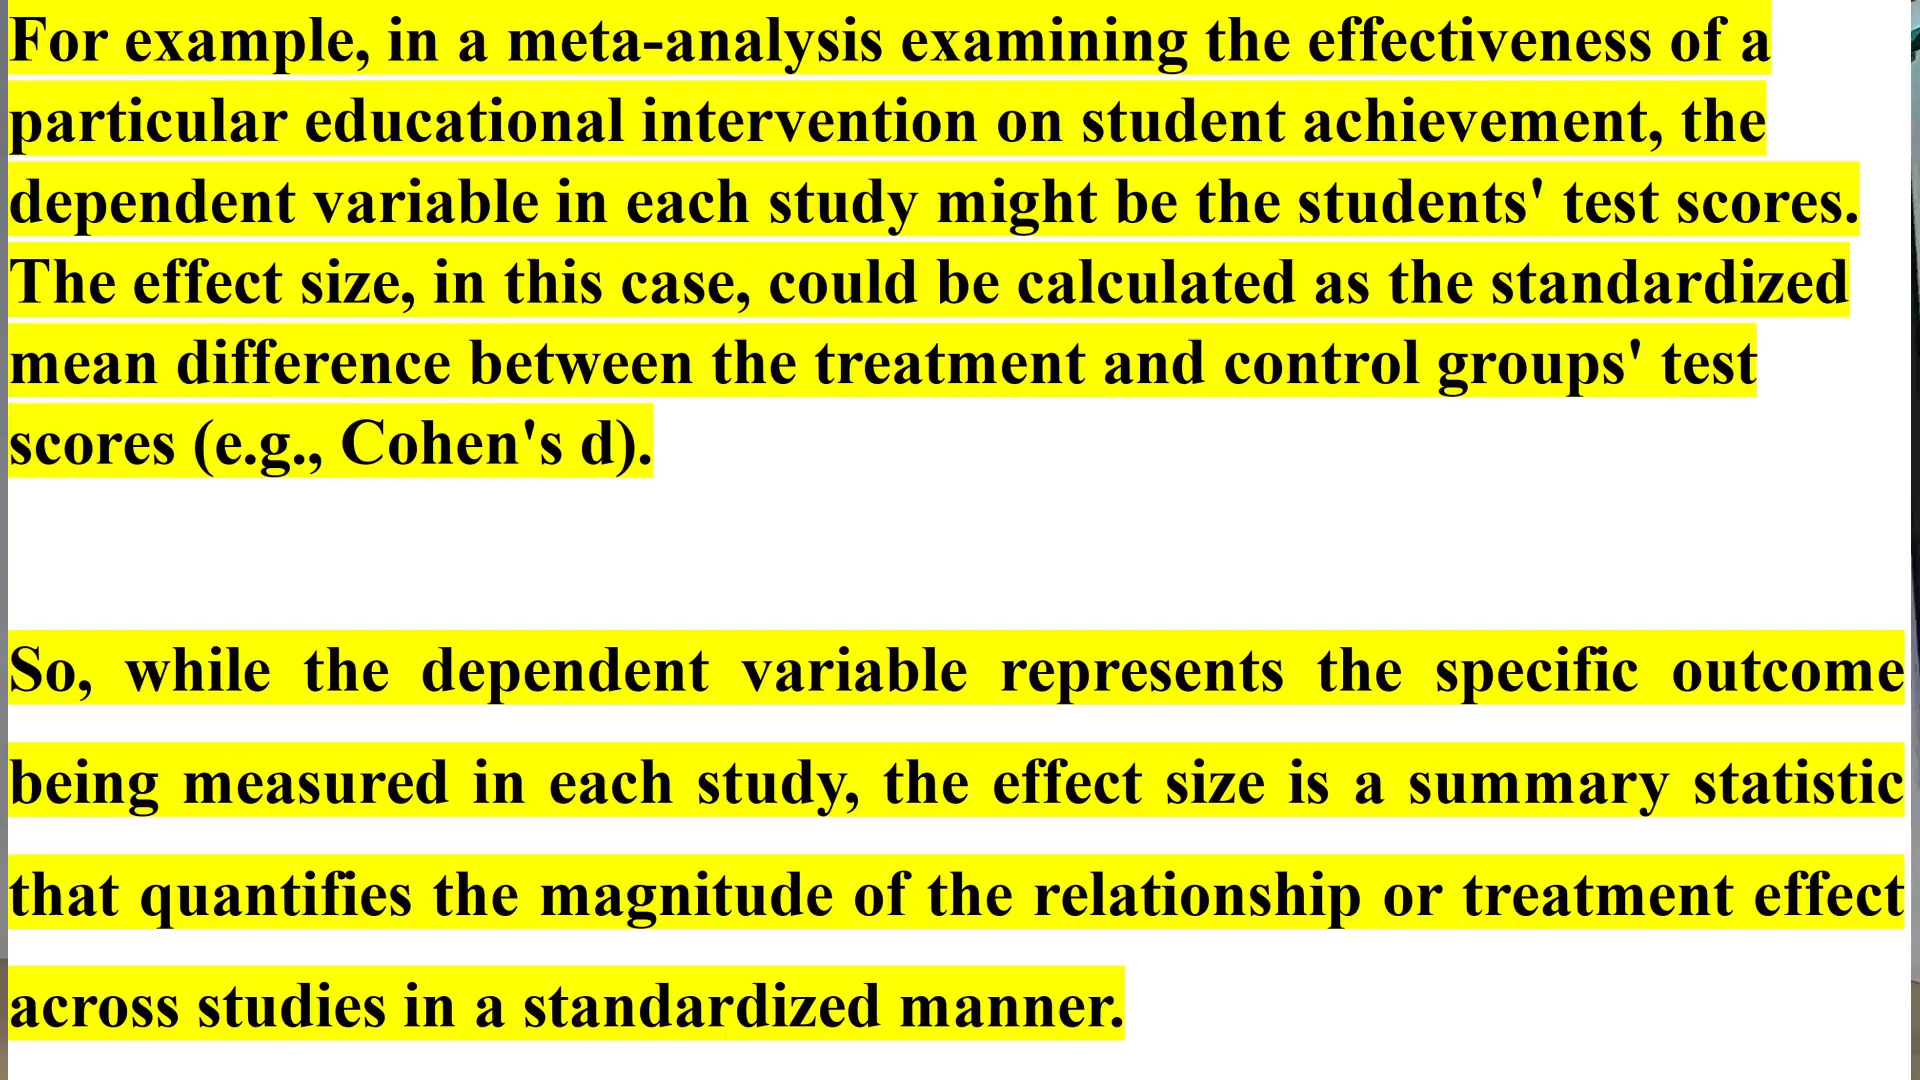 For example, in a meta-analysis examining the effectiveness of a
particular educational intervention on student achievement, the
dependent variable in each study might be the students' test scores.
The effect size, in this case, could be calculated as the standardized
mean difference between the treatment and control groups' test
scores (e.g., Cohen's d).
So, while the dependent variable represents the specific outcome
being measured in each study, the effect size is a summary statistic
that quantifies the magnitude of the relationship or treatment effect
across studies in a standardized manner.